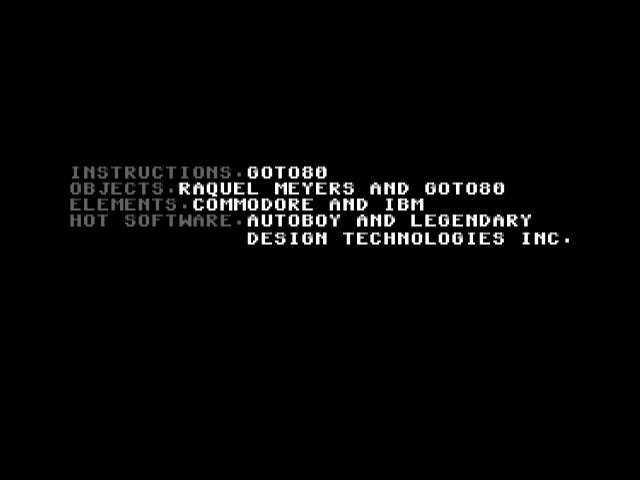 INSTRUCTIONS.GOTO80
OBJECTS.RAQUEL MEYERS AND GOTO80
ELEMENTS.COMMODORE AND IBM
HOT SOFTWARE.AUTOBOY AND LEGENDARY
DESIGN TECHNOLOGIES INC.